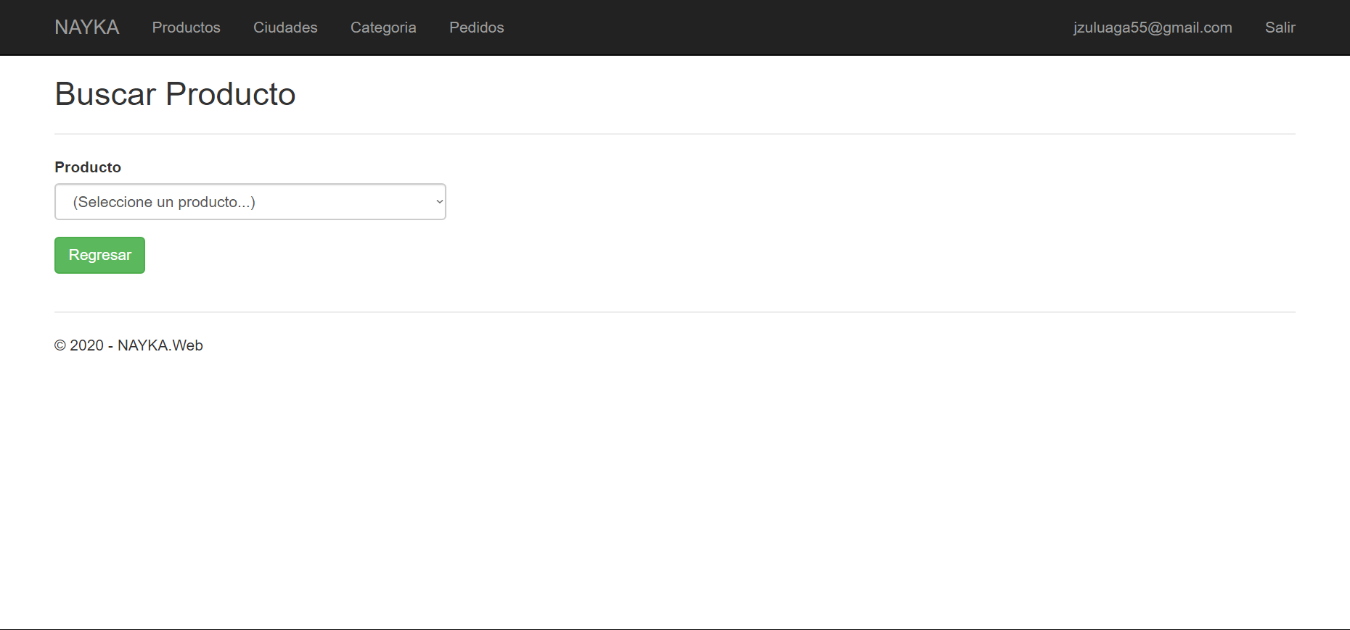 NAYKA Productos Ciudades Categoria Pedidos jzuluaga55@gmail.com Salir
Buscar Producto
Producto
(Seleccione un producto...)
Regresar
© 2020 - NAYKA.Web